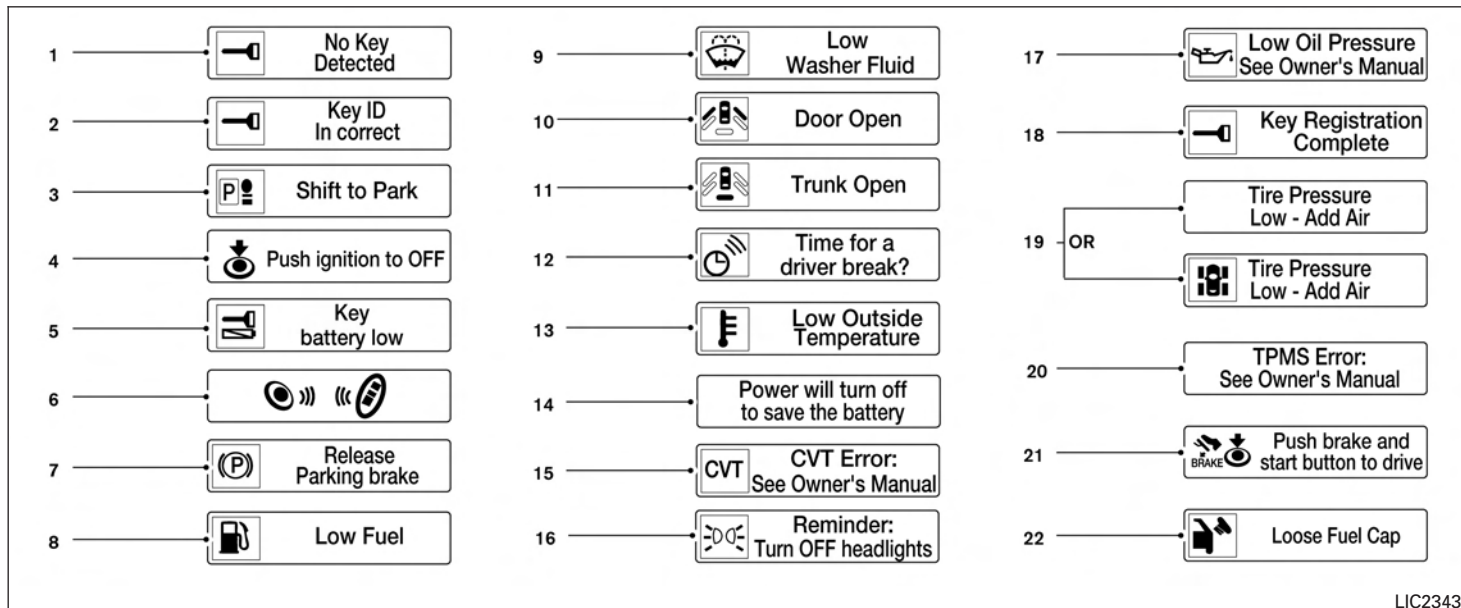 1
No Key
Detected
2
Key ID
In correct
3
P
Shift to Park
4
Push ignition to OFF
5
Key
battery low
6
7
P
Release
Parking brake
8
Low Fuel
9
Low
Washer Fluid
10
Door Open
11
Trunk Open
12
Time for a
driver break?
13
Low Outside
Temperature
14
Power will turn off
to save the battery
15
CVT
CVT Error:
See Owner's Manual
16
Reminder:
Turn OFF headlights
17
Low Oil Pressure
See Owner's Manual
18
Key Registration
Complete
19
OR
Tire Pressure
Low - Add Air
Tire Pressure
Low - Add Air
20
TPMS Error:
See Owner's Manual
21
BRAKE
Push brake and
start button to drive
22
Loose Fuel Cap
LIC2343